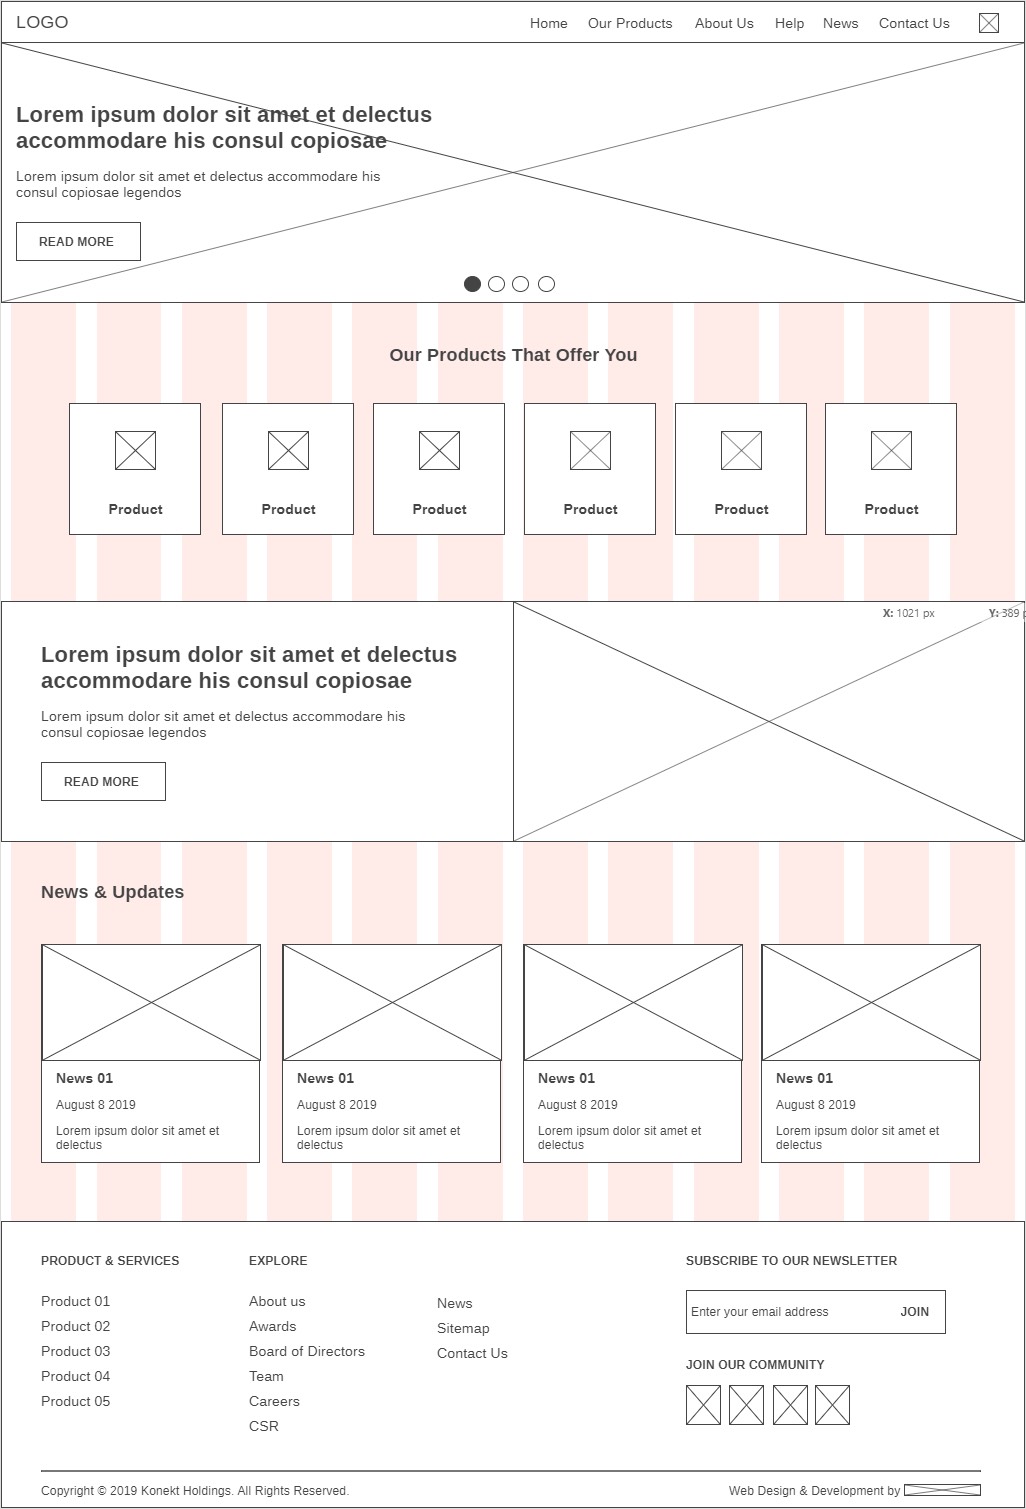 LOGO
Home Our Products About Us Help News Contact Us
Lorem ipsum dolor sit amet et delectus
accommodare his consul copiosae
Lorem ipsum dolor sit amet et delectus accommodare his
consul copiosae legendos
READ MORE
Our Products That Offer You
Product Product Product Product Product Product
X: 1021 px Y: 389 p
Lorem ipsum dolor sit amet et delectus
accommodare his consul copiosae
Lorem ipsum dolor sit amet et delectus accommodare his
consul copiosae legendos
READ MORE
News & Updates
News 01
August 8 2019
Lorem ipsum dolor sit amet et
delectus
News 01
August 8 2019
Lorem ipsum dolor sit amet et
delectus
News 01
August 8 2019
Lorem ipsum dolor sit amet et
delectus
News 01
August 8 2019
Lorem ipsum dolor sit amet et
delectus
PRODUCT & SERVICES
Product 01
Product 02
Product 03
Product 04
Product 05
EXPLORE
About us
Awards
Board of Directors
Team
Careers
CSR
News
Sitemap
Contact Us
SUBSCRIBE TO OUR NEWSLETTER
Enter your email address JOIN
JOIN OUR COMMUNITY
Copyright © 2019 Konekt Holdings. All Rights Reserved.
Web Design & Development by